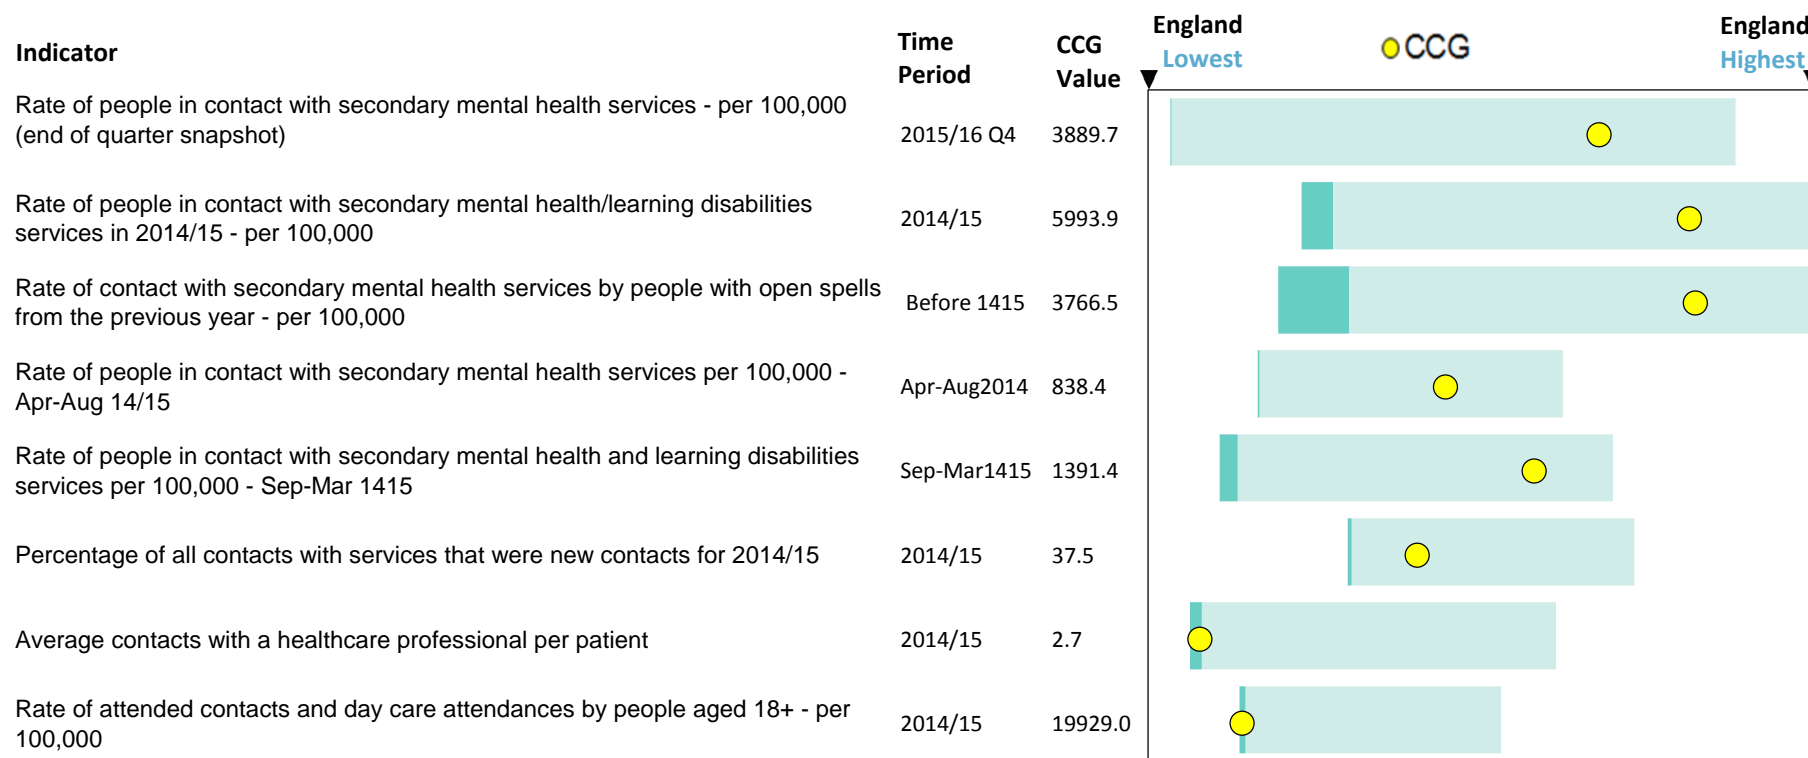 Indicator
Time
Period
CCG
Value
England
Lowest
CCG
England
Highest
Rate of people in contact with secondary mental health services - per 100,000
(end of quarter snapshot)
2015/16 Q4
3889.7
Rate of people in contact with secondary mental health/learning disabilities
services in 2014/15 - per 100,000
2014/15
5993.9
Rate of contact with secondary mental health services by people with open spells
from the previous year - per 100,000
Before 1415
3766.5
Rate of people in contact with secondary mental health services per 100,000 -
Apr-Aug 14/15
Apr-Aug2014
838.4
Rate of people in contact with secondary mental health and learning disabilities
services per 100,000 - Sep-Mar 1415
Sep-Mar1415
1391.4
Percentage of all contacts with services that were new contacts for 2014/15
2014/15
37.5
Average contacts with a healthcare professional per patient
2014/15
2.7
Rate of attended contacts and day care attendances by people aged 18+ - per
100,000
2014/15
19929.0